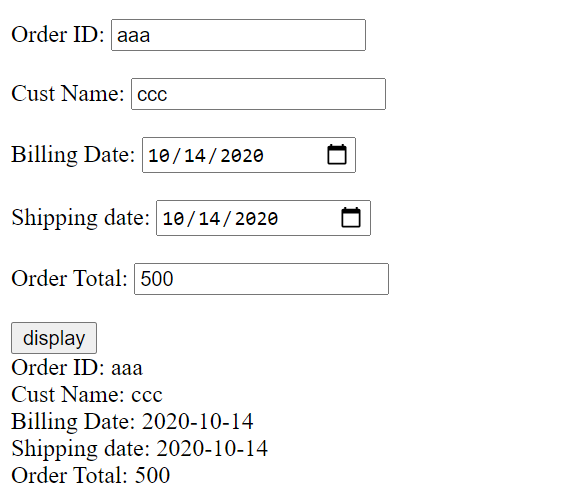 Order ID: aaa
Cust Name: ccc
Billing Date: 10/14/2020
Shipping date: 10/14/2020
Order Total: 500
display
Order ID: aaa
Cust Name: ccc
Billing Date: 2020-10-14
Shipping date: 2020-10-14
Order Total: 500